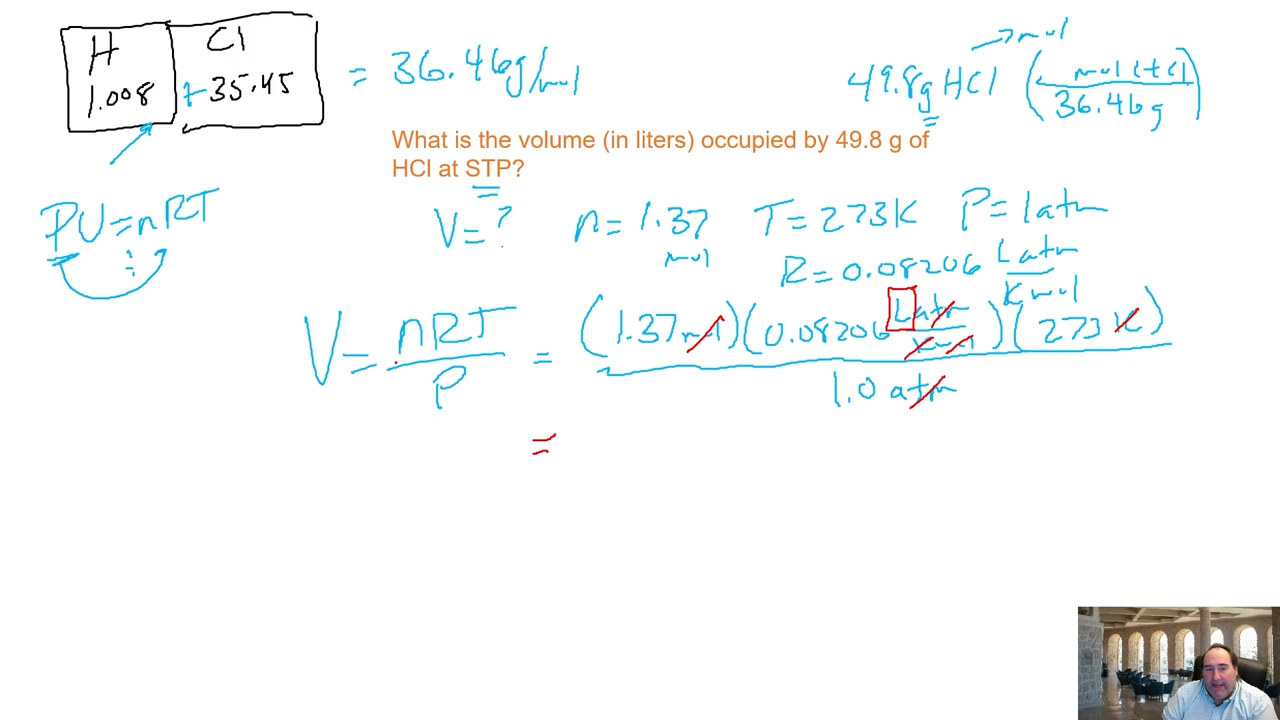 H Cl
1.008 + 35.45 = 36.46g/mol
49.8g HCl (mol HCl / 36.46g) → mol
What is the volume (in liters) occupied by 49.8 g of
HCl at STP?
PV=nRT
÷
V=? n=1.37 mol T=273K P=1atm
R=0.08206 Latm/Kmol
V=nRT/P = (1.37mol)(0.08206 Latm/Kmol)(273K)/1.0 atm
=